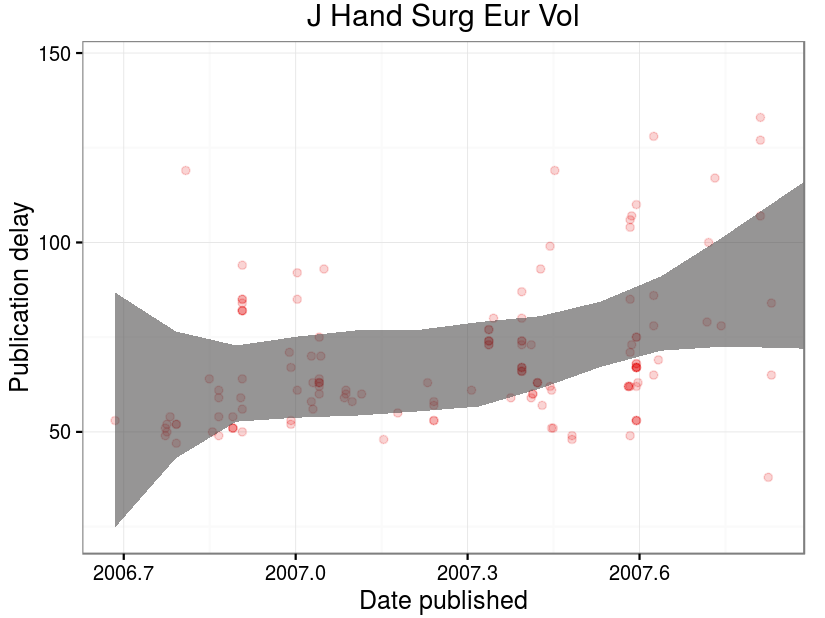 J Hand Surg Eur Vol
150
100
50
Publication delay
2006.7
2007.0
2007.3
2007.6
Date published